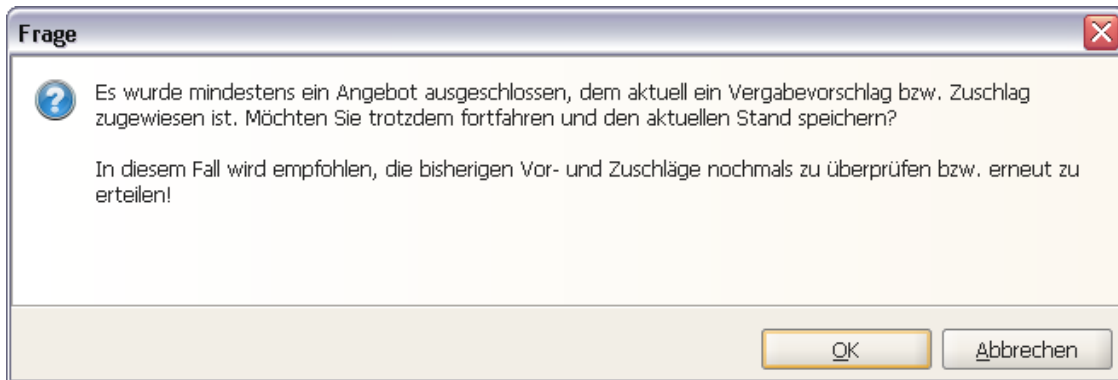 Frage
Es wurde mindestens ein Angebot ausgeschlossen, dem aktuell ein Vergabevorschlag bzw. Zuschlag
zugewiesen ist. Möchten Sie trotzdem fortfahren und den aktuellen Stand speichern?
In diesem Fall wird empfohlen, die bisherigen Vor- und Zuschläge nochmals zu überprüfen bzw. erneut zu
erteilen!
OK
Abbrechen